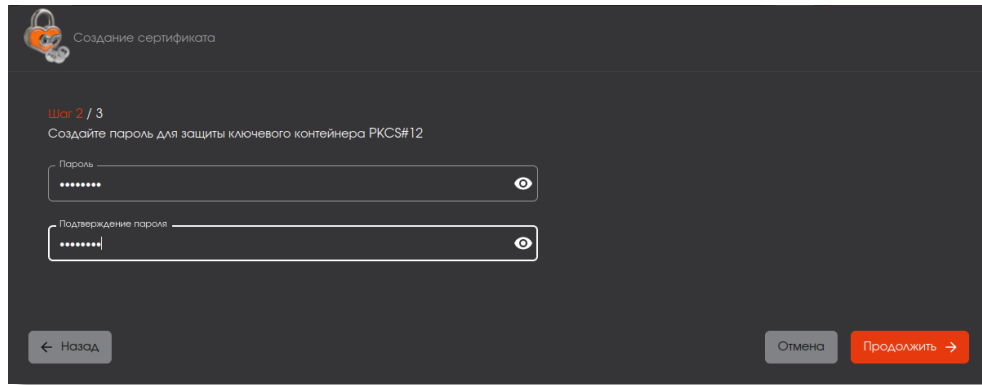 Создание сертификата
Шаг 2 / 3
Создайте пароль для защиты ключевого контейнера PKCS#12
Пароль
••••••••
Подтверждение пароля
••••••••
← Назад
Отмена
Продолжить →